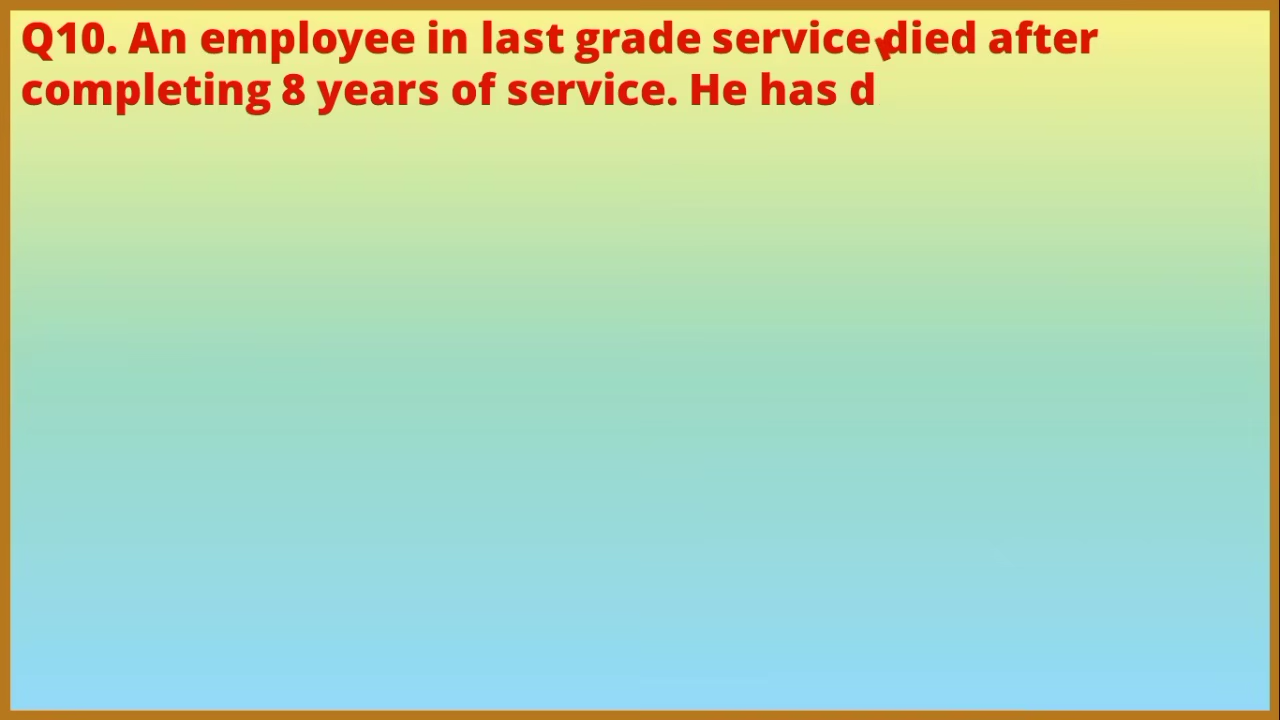 Q10. An employee in last grade service died after
completing 8 years of service. He has d